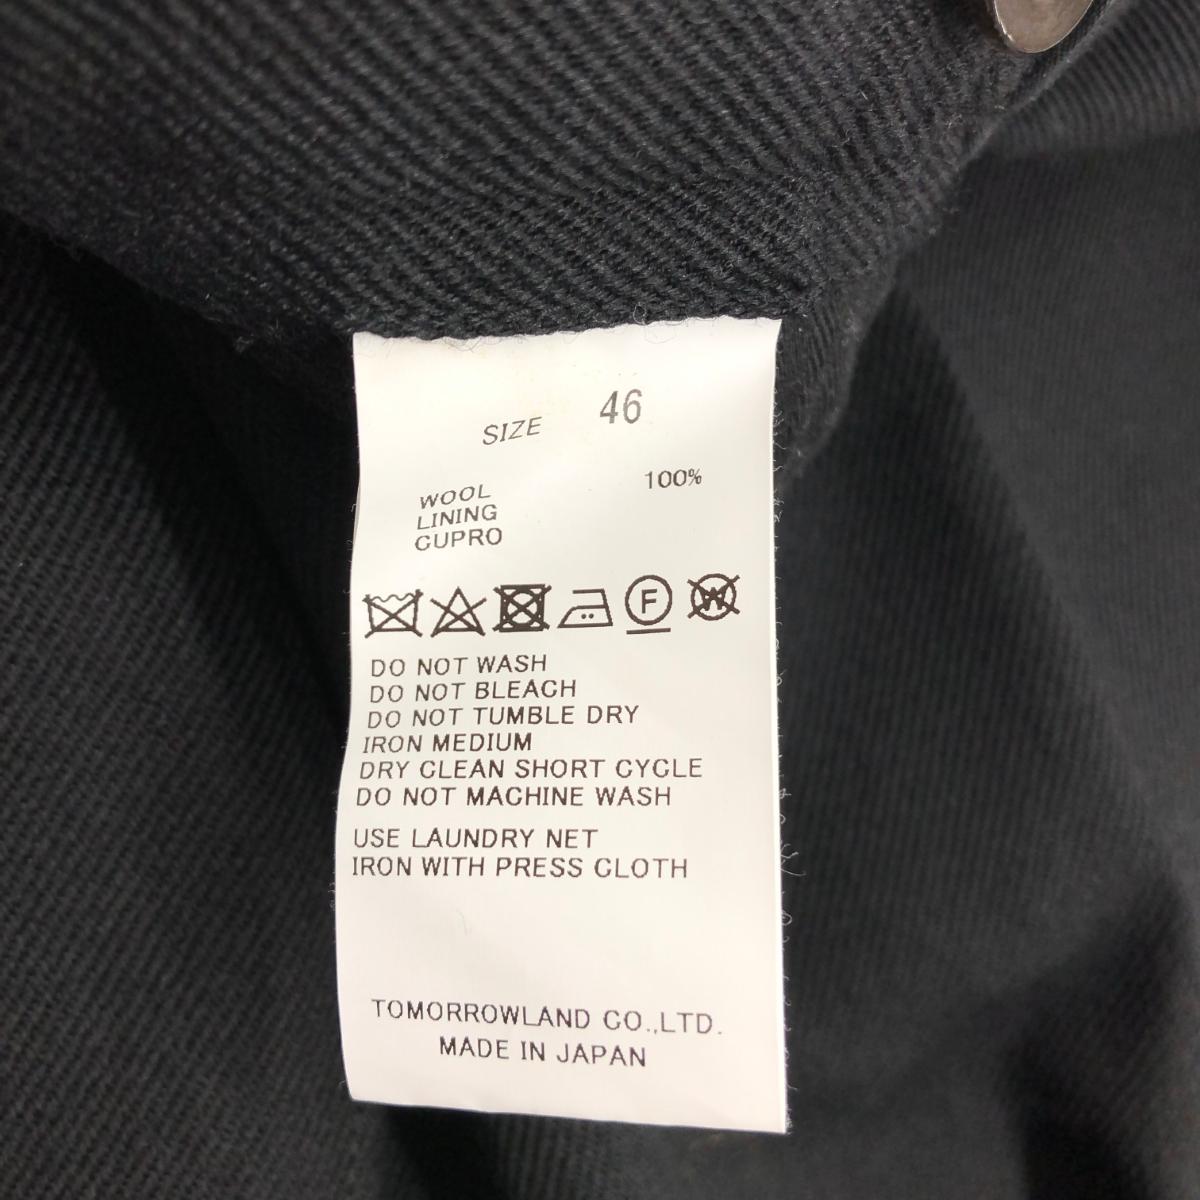 SIZE 46
WOOL 100%
LINING
CUPRO
F W
DO NOT WASH
DO NOT BLEACH
DO NOT TUMBLE DRY
IRON MEDIUM
DRY CLEAN SHORT CYCLE
DO NOT MACHINE WASH
USE LAUNDRY NET
IRON WITH PRESS CLOTH
TOMORROWLAND CO.,LTD.
MADE IN JAPAN